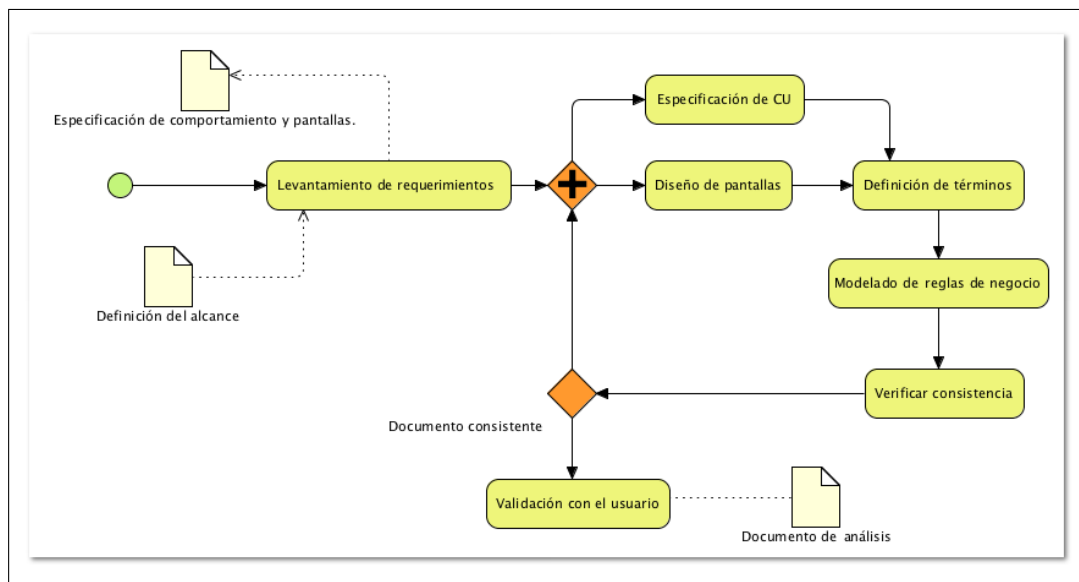 Especificación de CU
Especificación de comportamiento y pantallas.
Levantamiento de requerimientos
Diseño de pantallas
Definición de términos
Modelado de reglas de negocio
Definición del alcance
Verificar consistencia
Documento consistente
Validación con el usuario
Documento de análisis